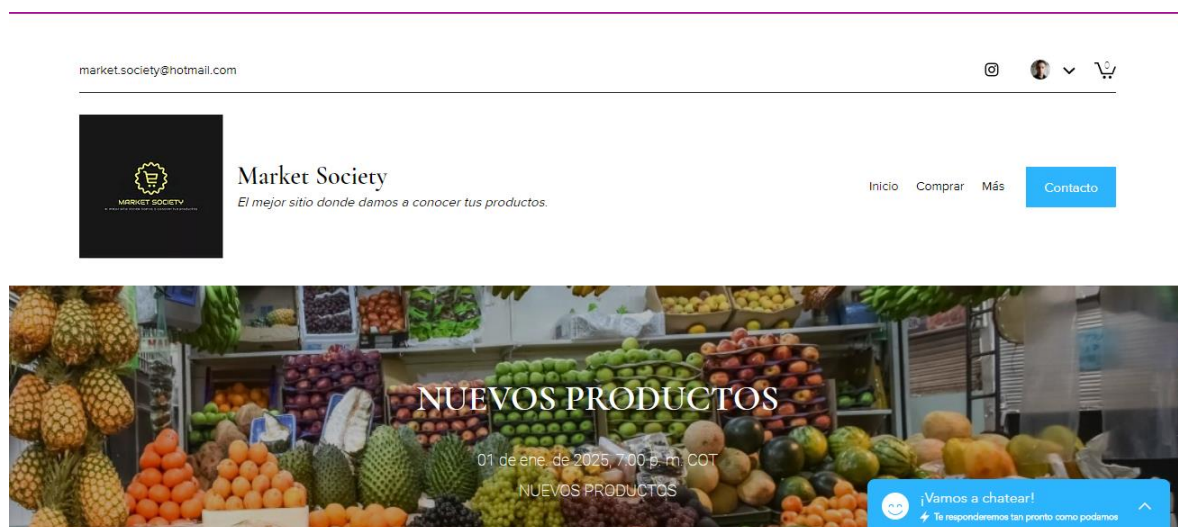 market.society@hotmail.com
0
MARKET SOCIETY
Market Society
El mejor sitio donde damos a conocer tus productos.
Inicio Comprar Más Contacto
NUEVOS PRODUCTOS
01 de ene. de 2025, 7:00 p. m. COT
NUEVOS PRODUCTOS
¡Vamos a chatear!
Te responderemos tan pronto como podamos